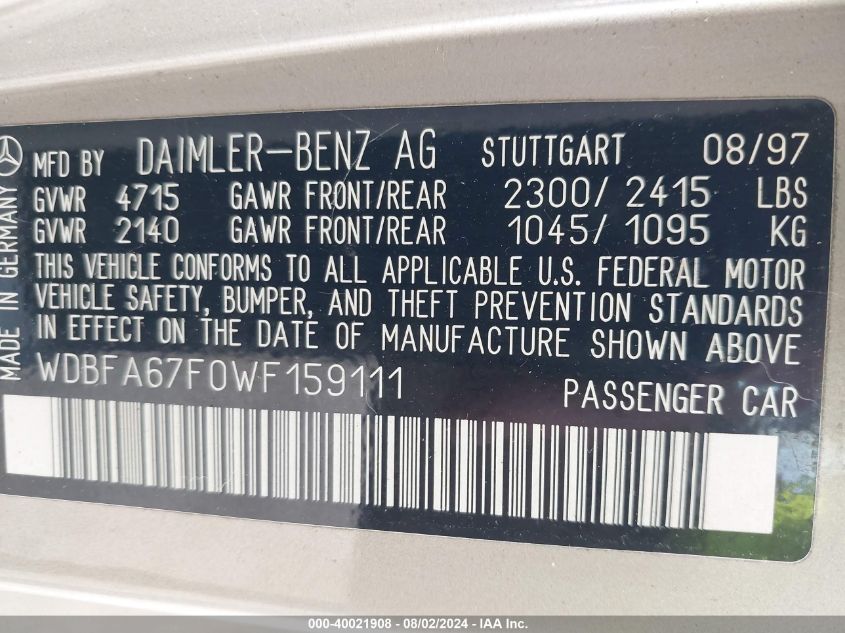 MADE IN GERMANY
MFD BY DAIMLER-BENZ AG STUTTGART 08/97
GVWR 4715 GAWR FRONT/REAR 2300/ 2415 LBS
GVWR 2140 GAWR FRONT/REAR 1045/ 1095 KG
THIS VEHICLE CONFORMS TO ALL APPLICABLE U.S. FEDERAL MOTOR
VEHICLE SAFETY, BUMPER, AND THEFT PREVENTION STANDARDS
IN EFFECT ON THE DATE OF MANUFACTURE SHOWN ABOVE
WDBFA67F0WF159111 PASSENGER CAR
000-40021908 - 08/02/2024 - IAA Inc.